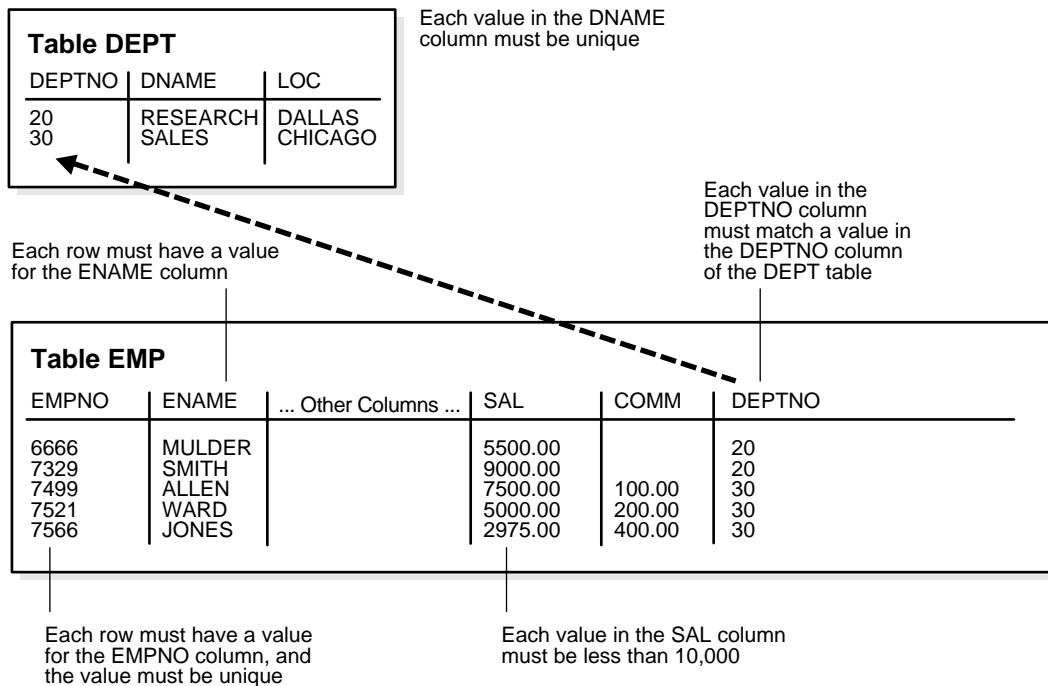 Each value in the DNAME
column must be unique
Table DEPT
DEPTNO DNAME LOC
20 RESEARCH DALLAS
30 SALES CHICAGO
Each value in the
DEPTNO column
must match a value in
the DEPTNO column
of the DEPT table
Each row must have a value
for the ENAME column
Table EMP
EMPNO ENAME ... Other Columns ... SAL COMM DEPTNO
6666 MULDER 5500.00 20
7329 SMITH 9000.00 20
7499 ALLEN 7500.00 100.00 30
7521 WARD 5000.00 200.00 30
7566 JONES 2975.00 400.00 30
Each row must have a value
for the EMPNO column, and
the value must be unique
Each value in the SAL column
must be less than 10,000